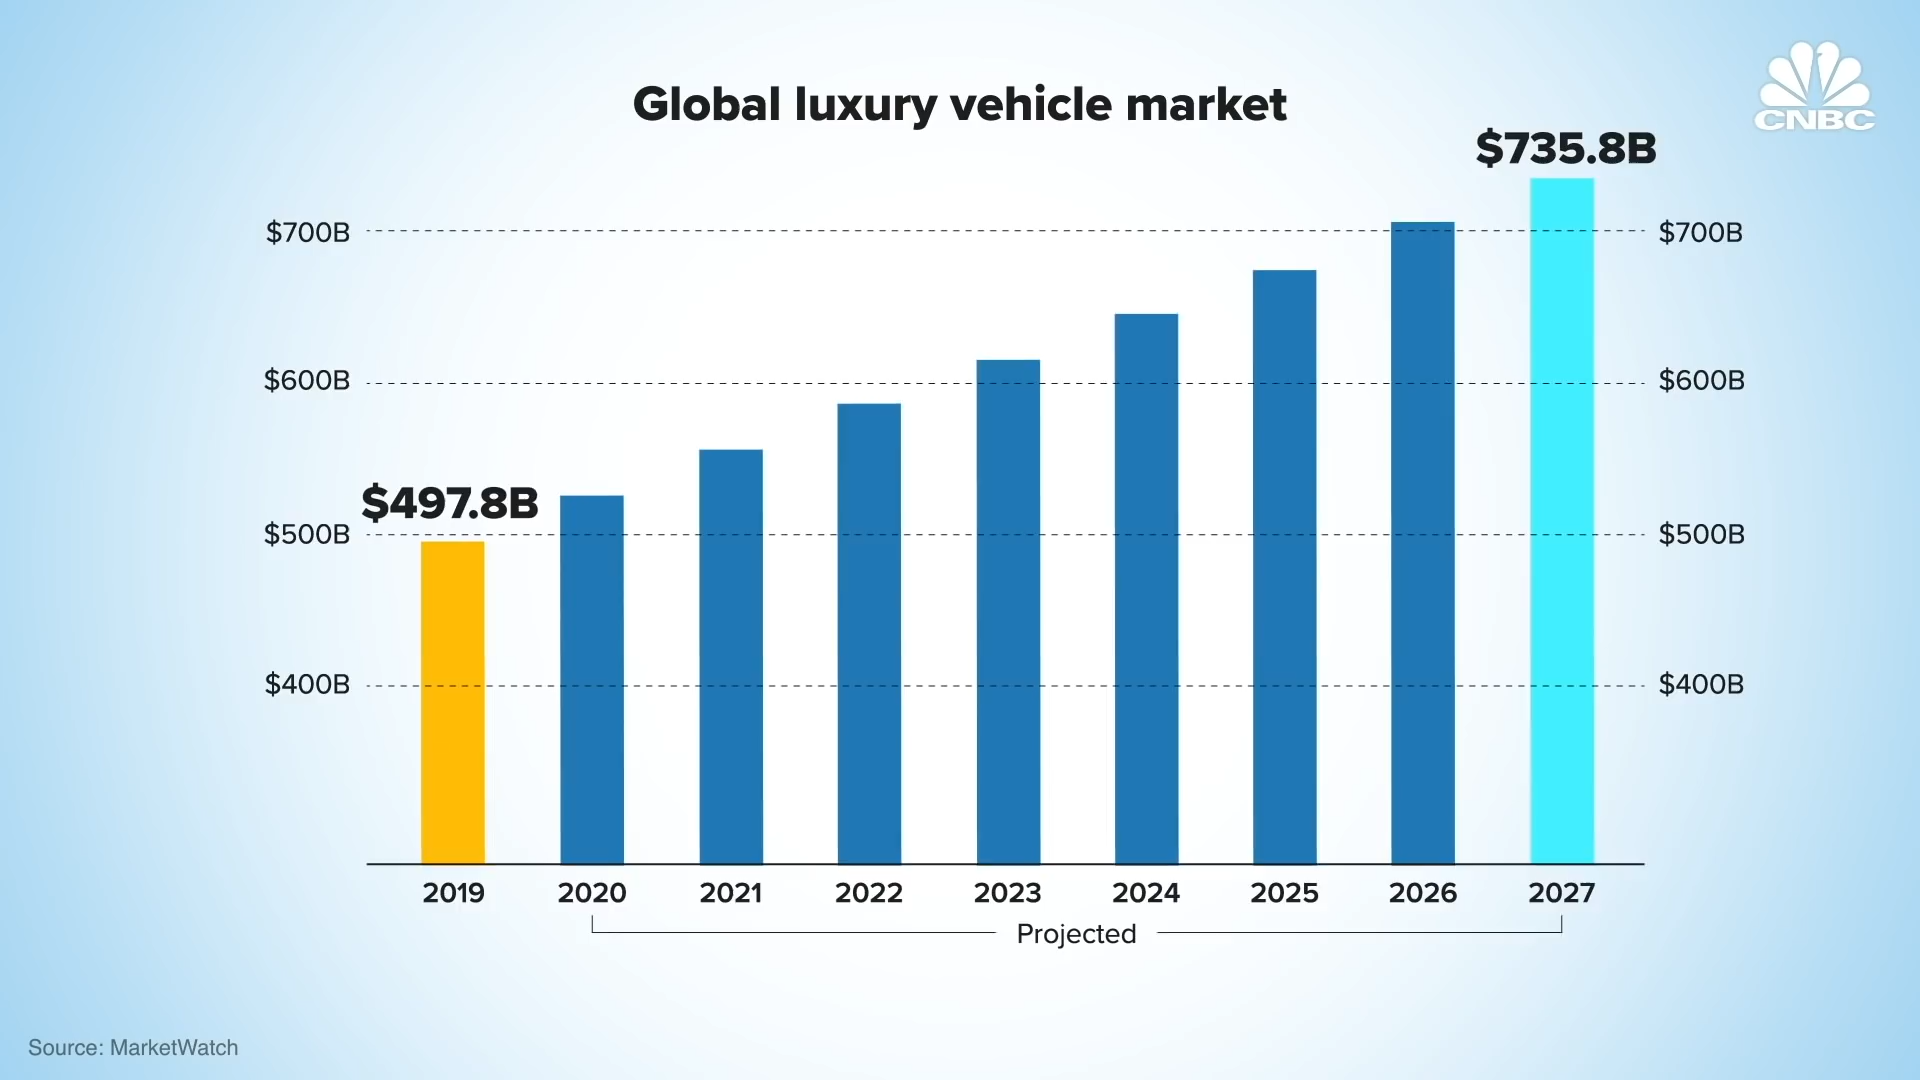 Global luxury vehicle market
CNBC
$735.8B
$700B $700B
$600B $600B
$497.8B
$500B $500B
$400B $400B
2019 2020 2021 2022 2023 2024 2025 2026 2027
Projected
Source: MarketWatch